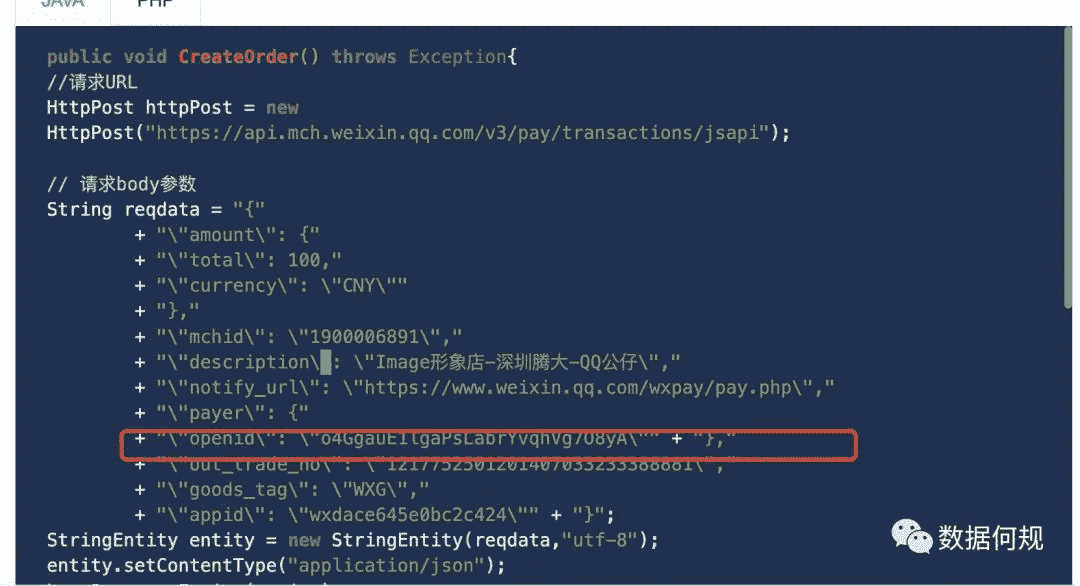 JAVA PHP
public void CreateOrder() throws Exception{
//请求URL
HttpPost httpPost = new
HttpPost("https://api.mch.weixin.qq.com/v3/pay/transactions/jsapi");
// 请求body参数
String reqdata = "{"
+ "\"amount\": {"
+ "\"total\": 100,"
+ "\"currency\": \"CNY\""
+ "},"
+ "\"mchid\": \"1900006891\","
+ "\"description\": \"Image形象店-深圳腾大-QQ公仔\","
+ "\"notify_url\": \"https://www.weixin.qq.com/wxpay/pay.php\","
+ "\"payer\": {"
+ "\"openid\": \"o4GgauEIlgaPsLabrYvqhVg7O8yA\"" + "},"
+ "\"out_trade_no\": \"1217752501201407033233388881\","
+ "\"goods_tag\": \"WXG\","
+ "\"appid\": \"wxdace645e0bc2c424\"" + "}";
StringEntity entity = new StringEntity(reqdata,"utf-8");
entity.setContentType("application/json");
数据何规